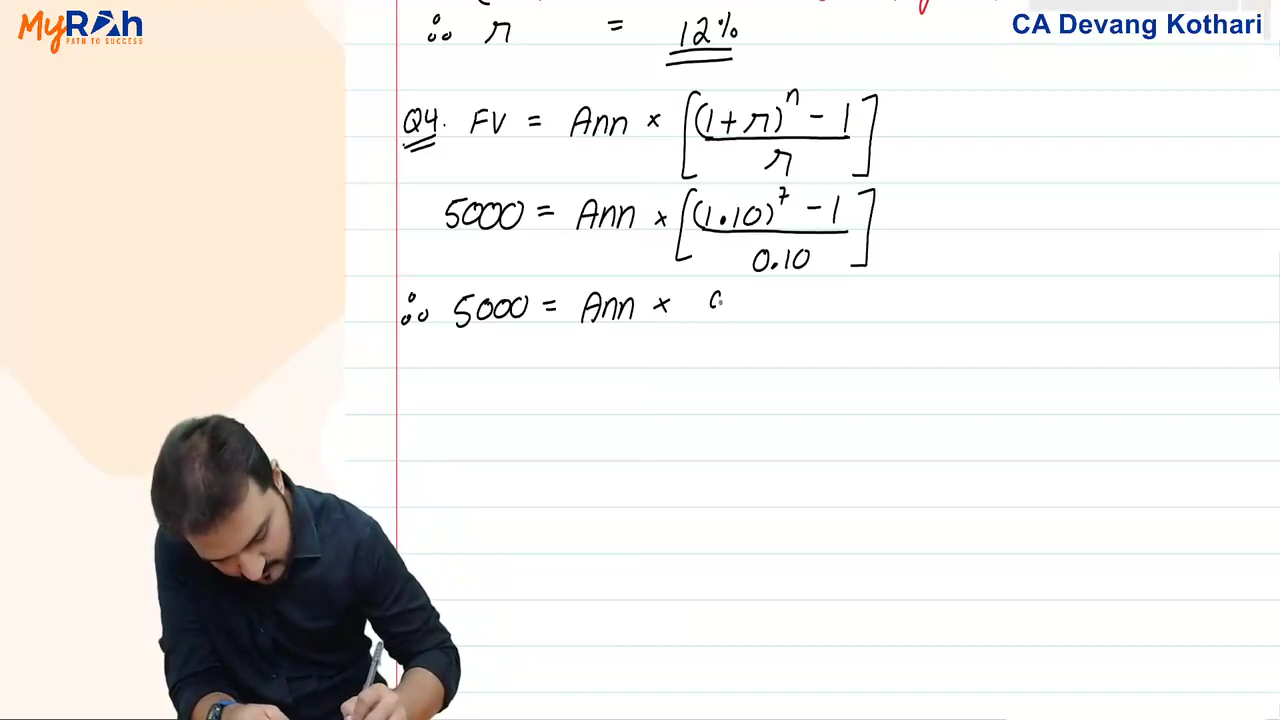 MyRAh
PATH TO SUCCESS
CA Devang Kothari
∴ r = 12%
Q4. FV = Ann × [(1+r)^n - 1 / r]
5000 = Ann × [(1.10)^7 - 1 / 0.10]
∴ 5000 = Ann ×